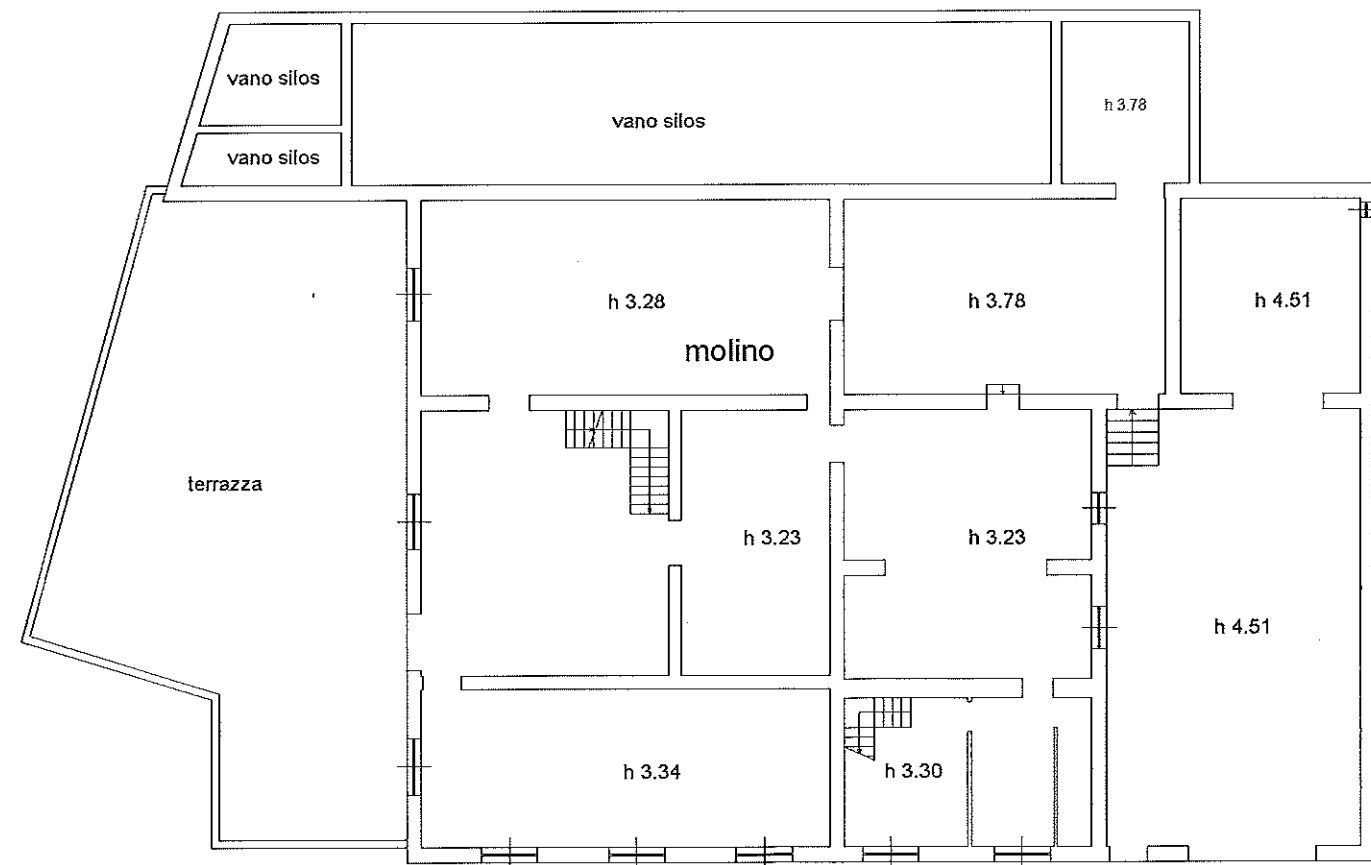 vano silos
vano silos
h 3.78
vano silos
h 3.28
h 3.78
h 4.51
molino
terrazza
h 3.23
h 3.23
h 4.51
h 3.34
h 3.30